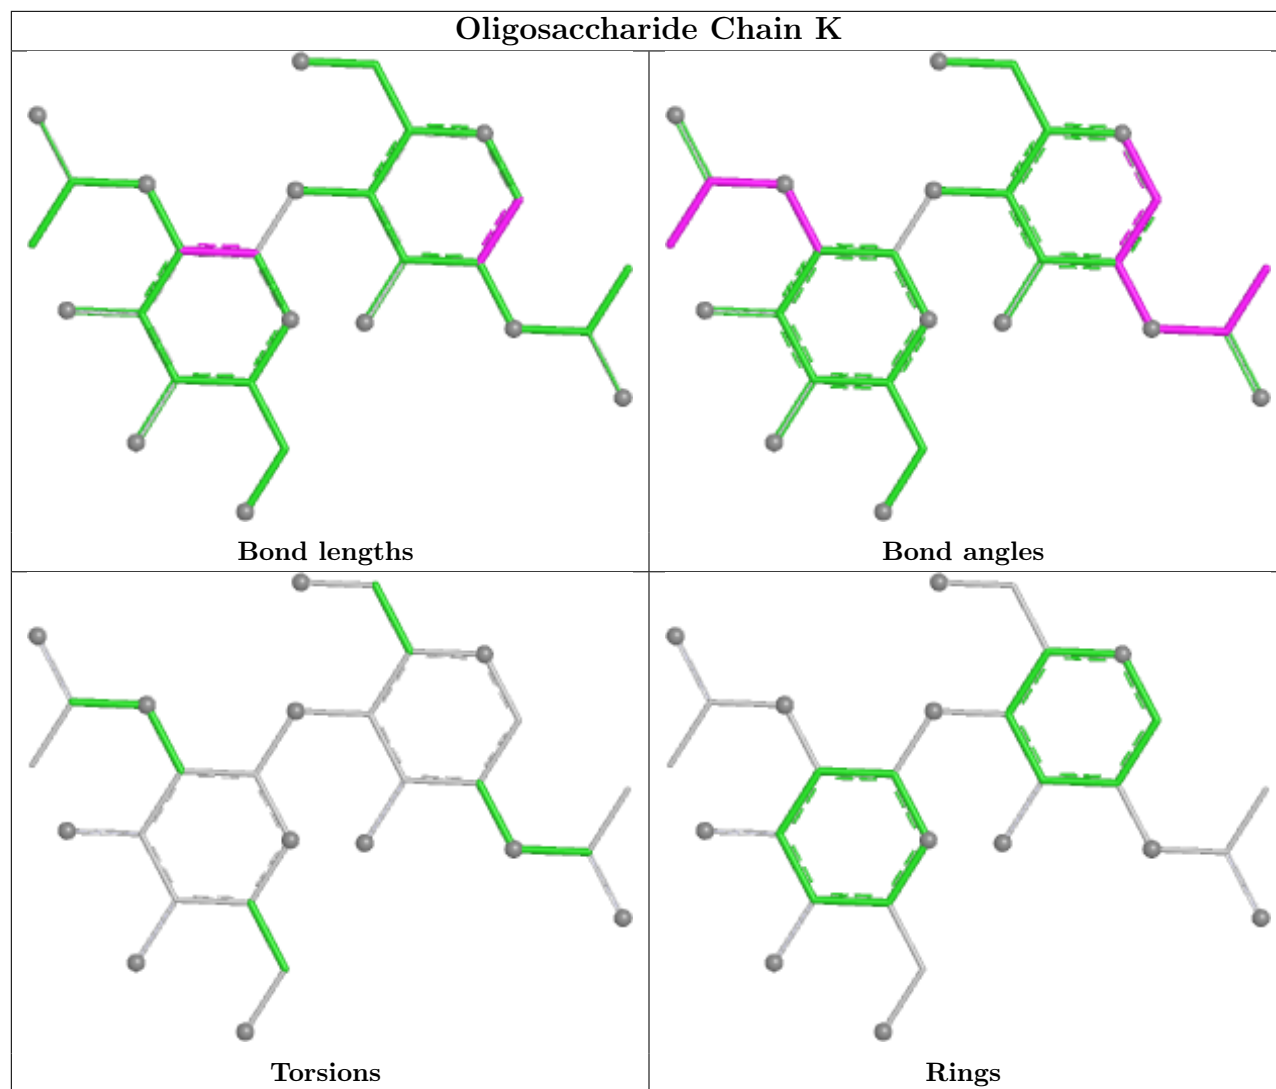 Oligosaccharide Chain K
Bond lengths
Bond angles
Torsions
Rings